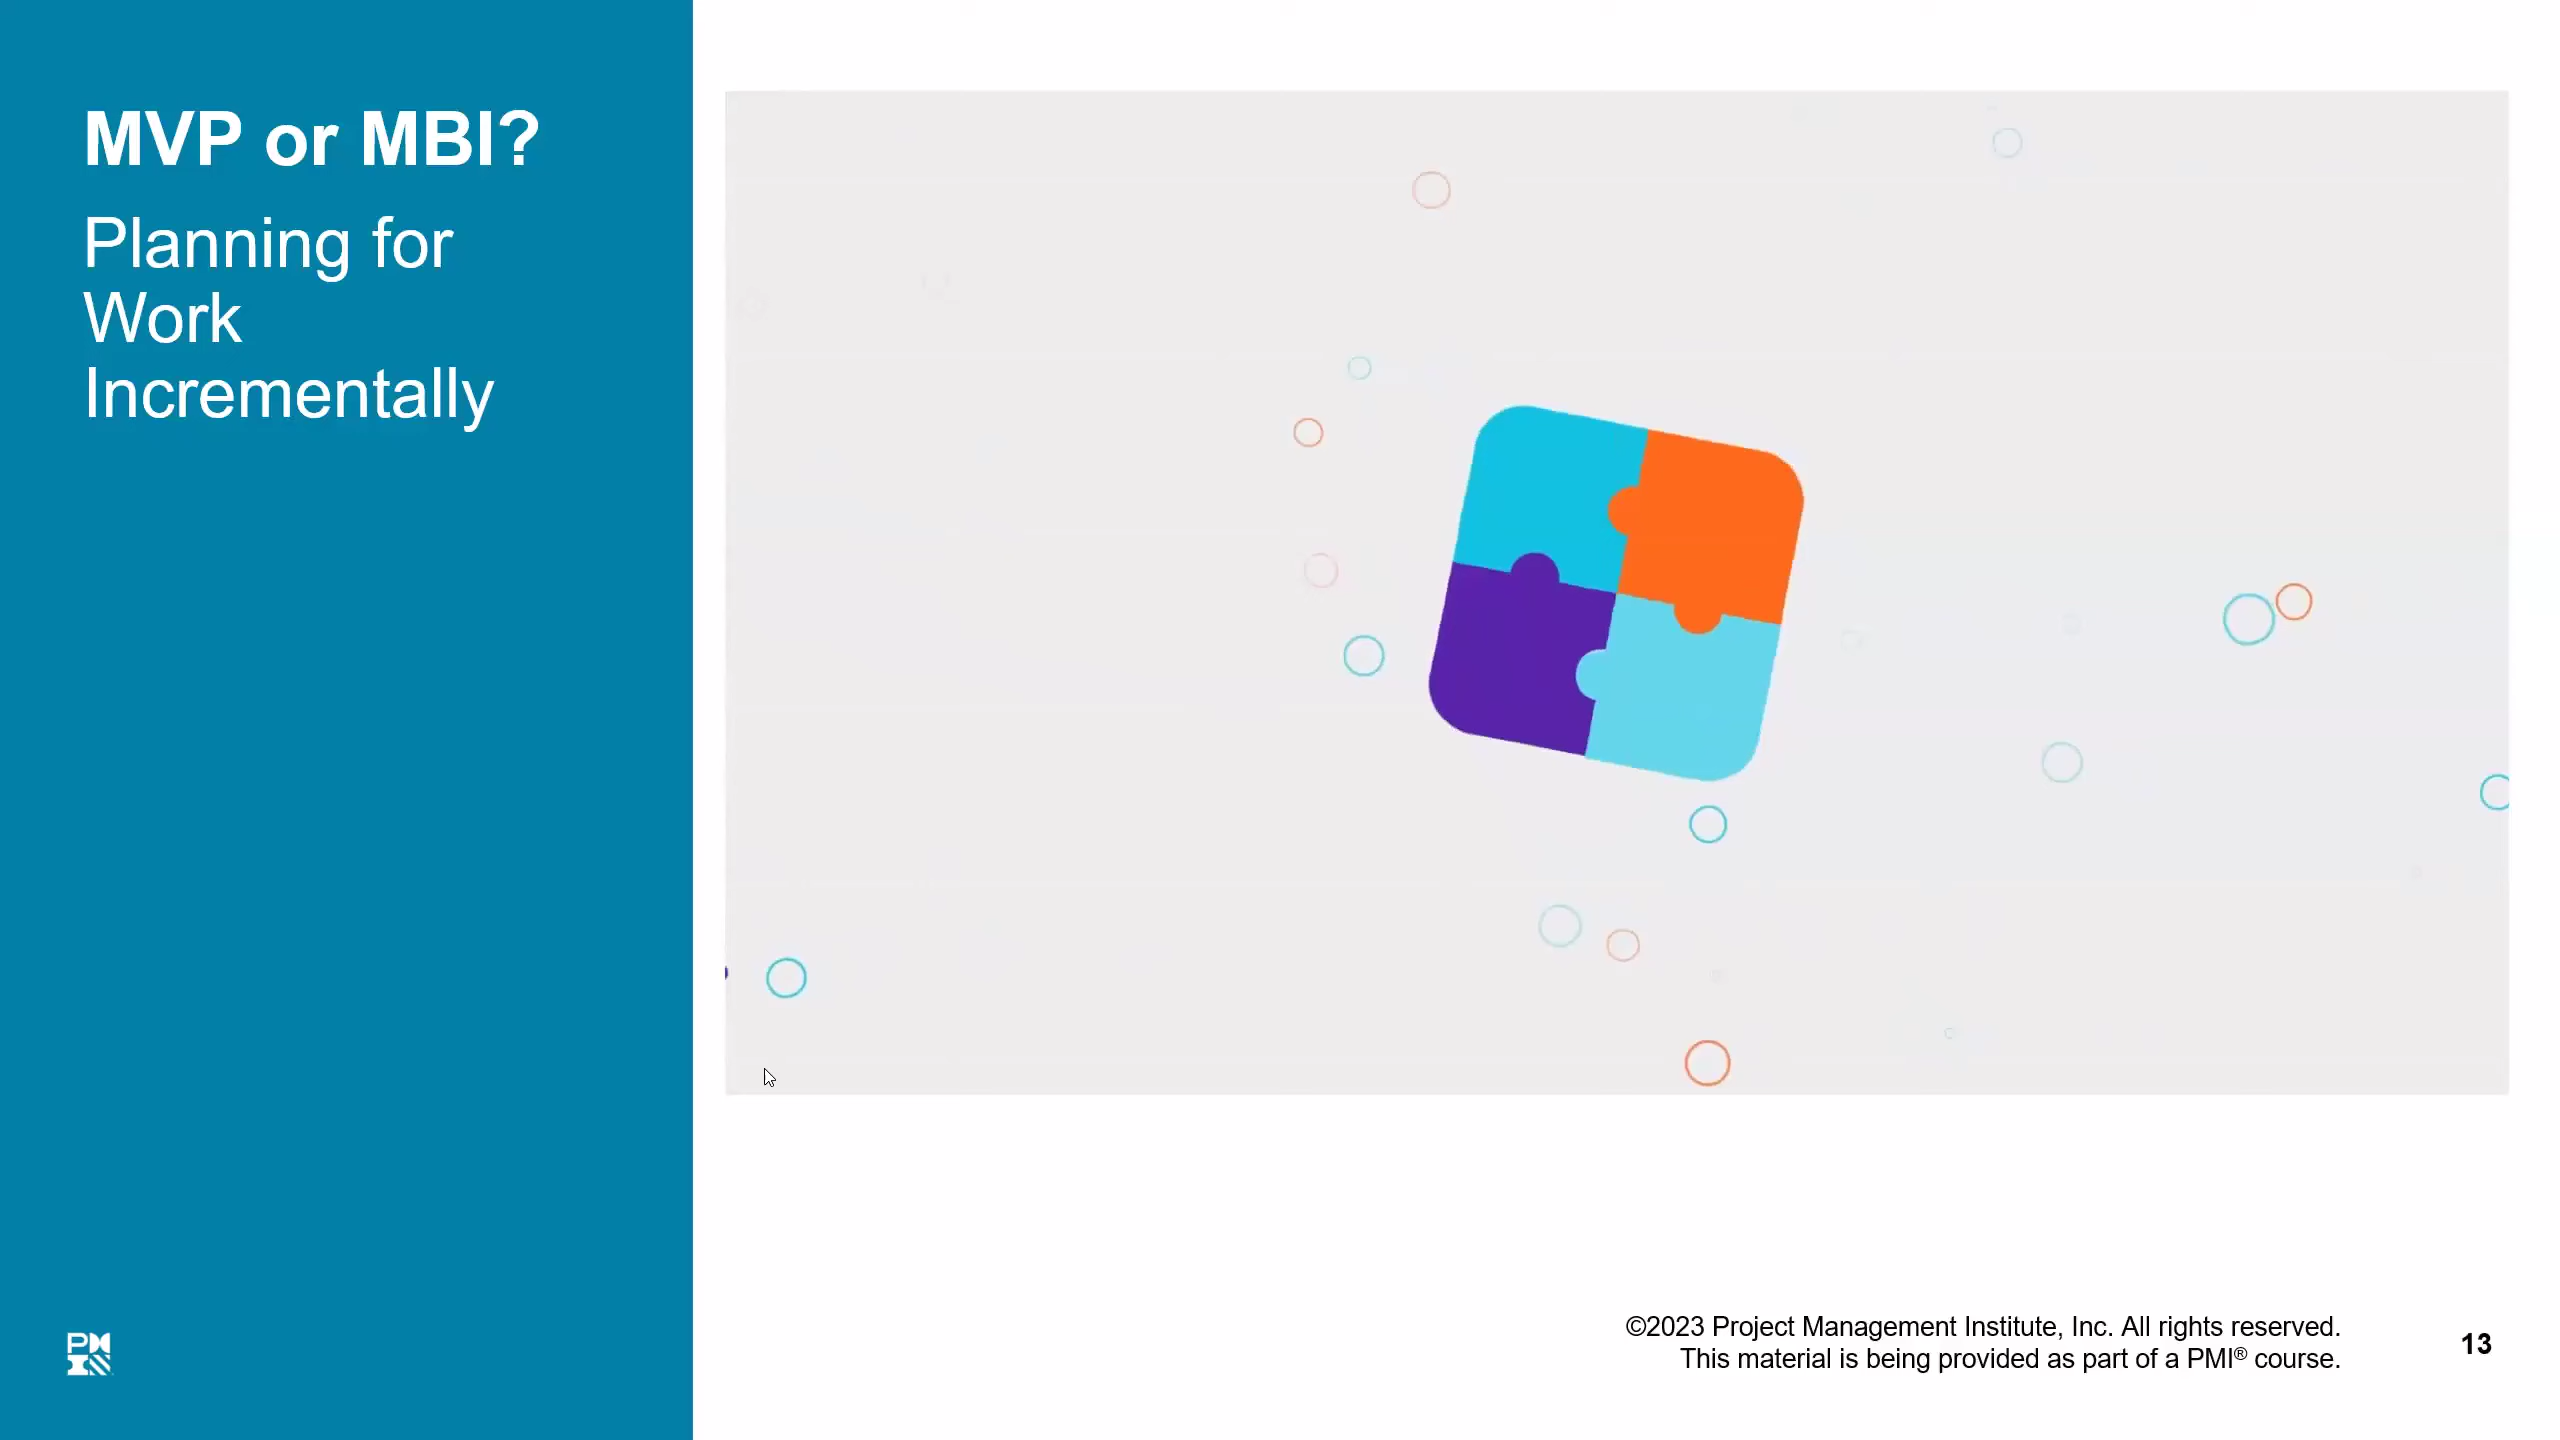 MVP or MBI?
Planning for
Work
Incrementally
PM
©2023 Project Management Institute, Inc. All rights reserved.
This material is being provided as part of a PMI® course.
13